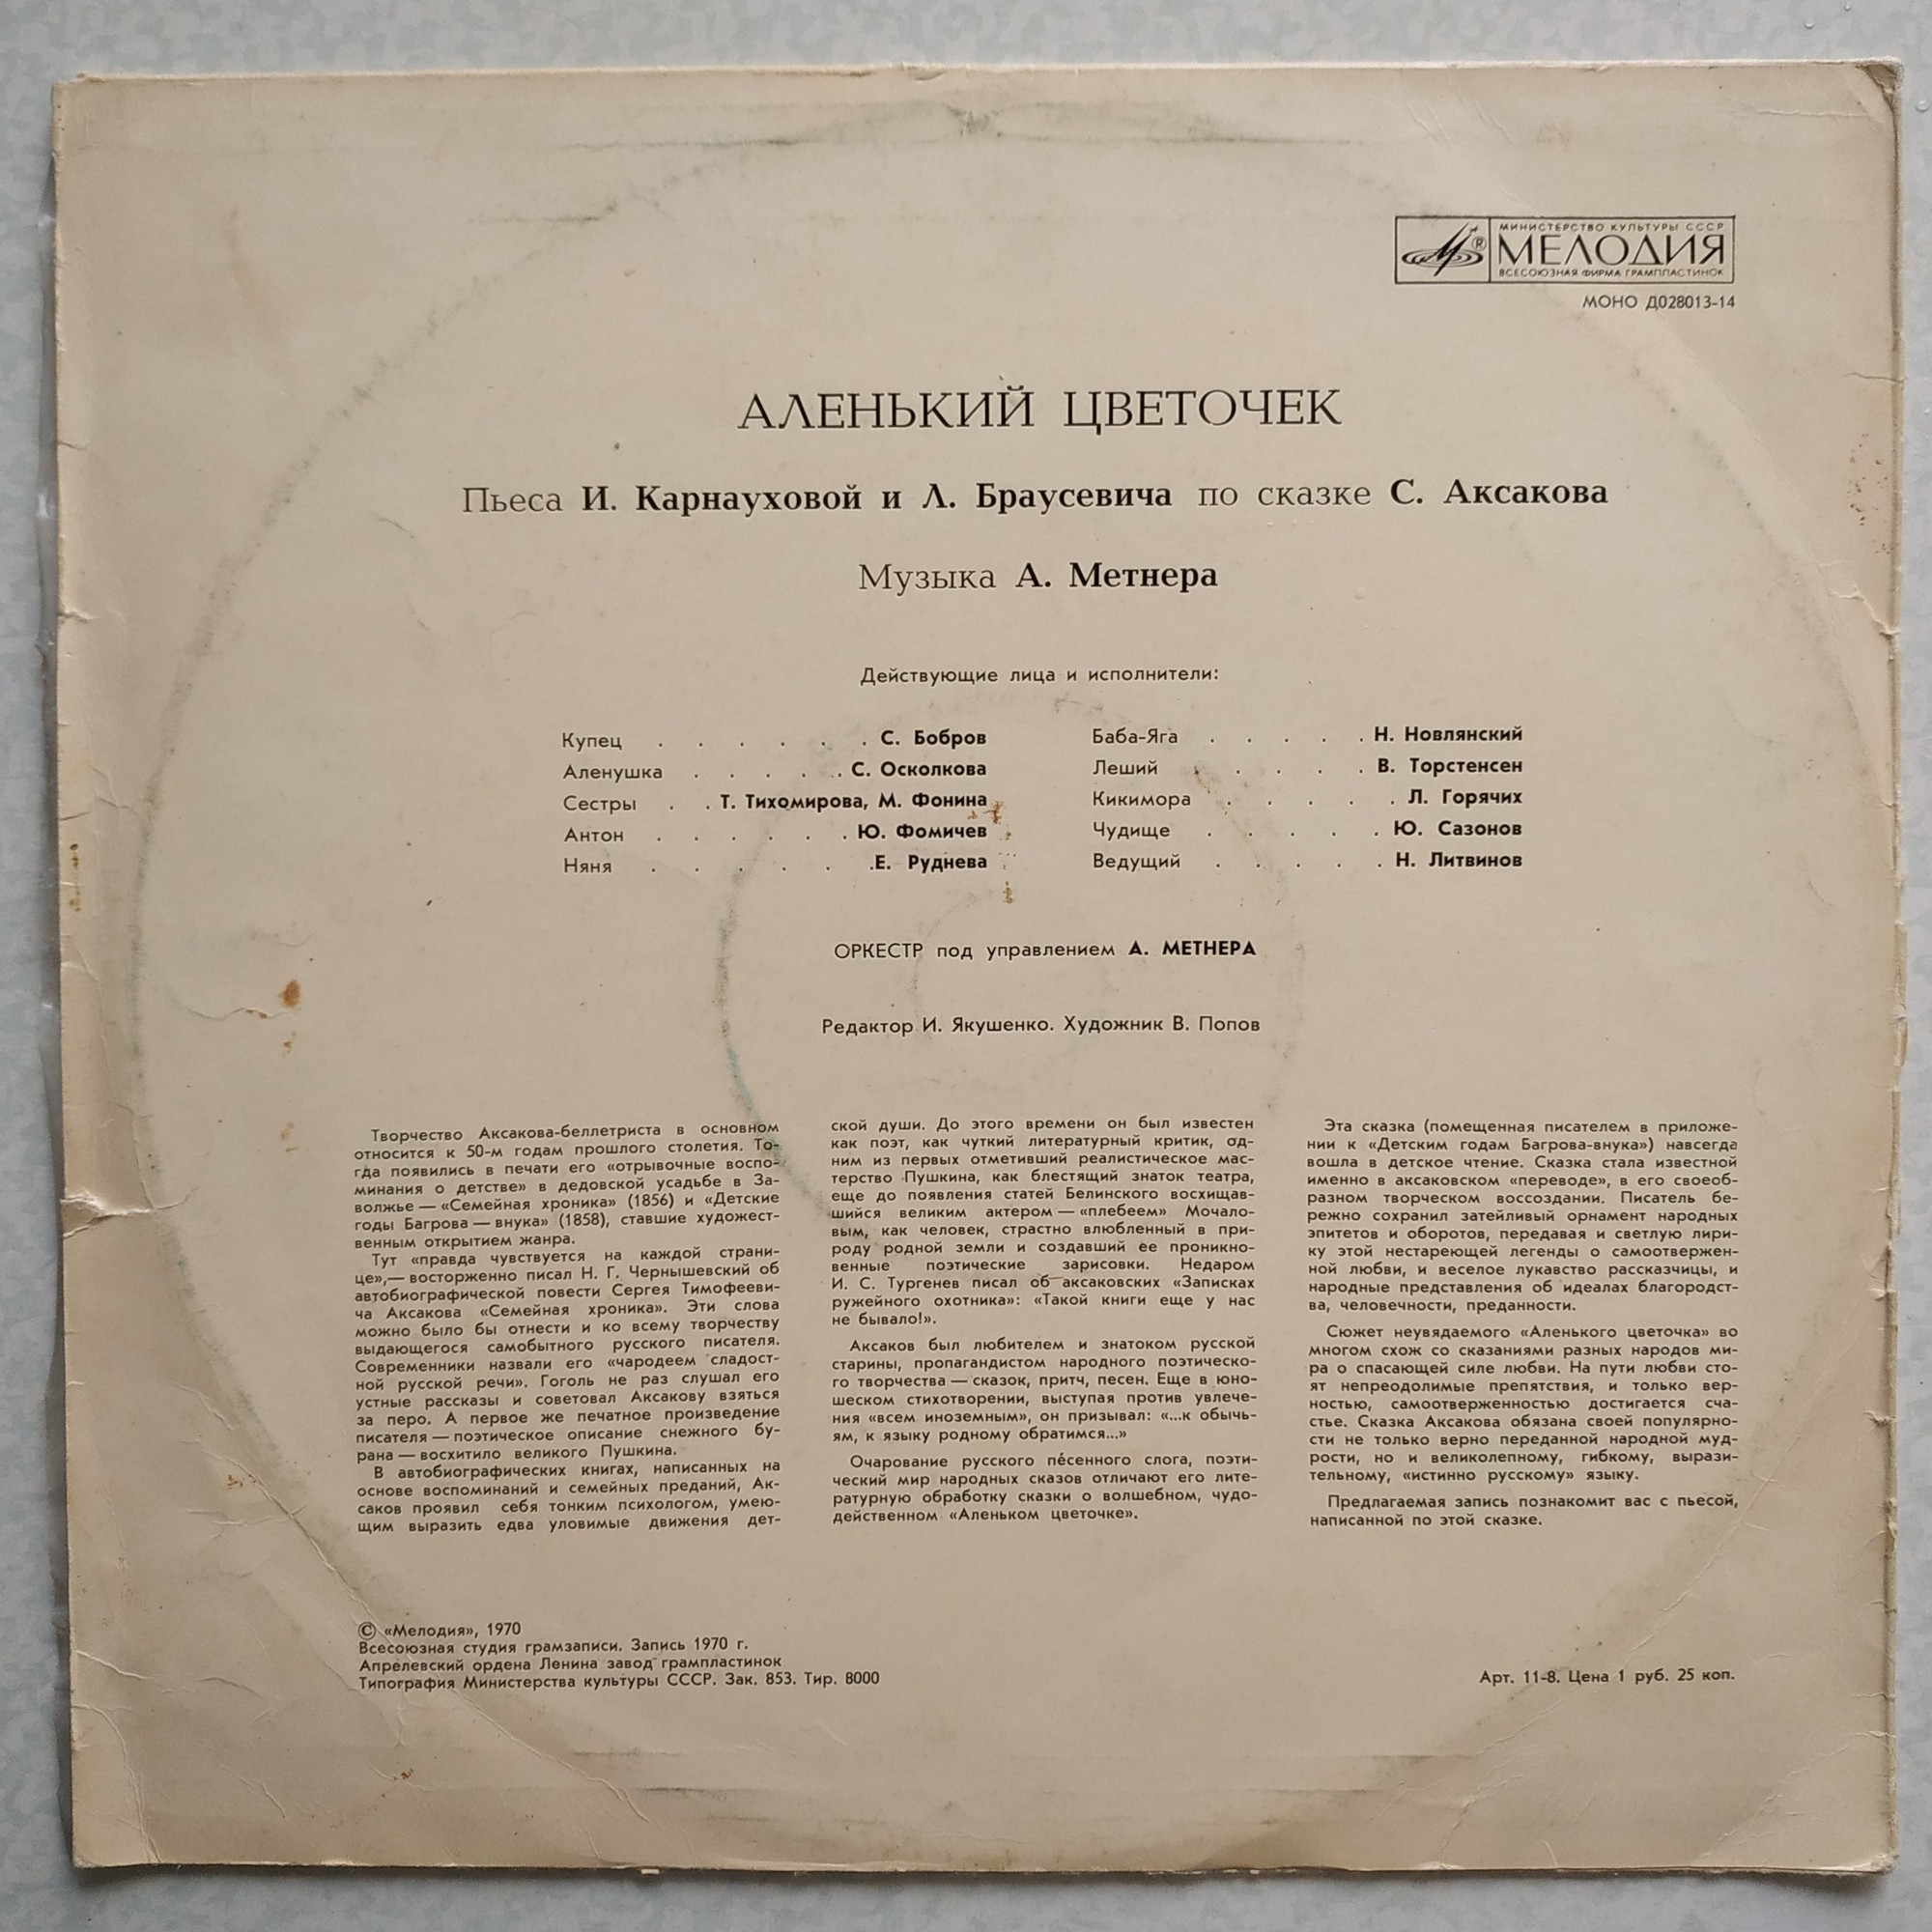 МИНИСТЕРСТВО КУЛЬТУРЫ СССР
МЕЛОДИЯ
ВСЕСОЮЗНАЯ ФИРМА ГРАМПЛАСТИНОК
МОНО Д028013-14
АЛЕНЬКИЙ ЦВЕТОЧЕК
Пьеса И. Карнауховой и Л. Браусевича по сказке С. Аксакова
Музыка А. Метнера
Действующие лица и исполнители:
Купец . . . . . . С. Бобров
Аленушка . . . . . С. Осколкова
Сестры . . Т. Тихомирова, М. Фонина
Антон . . . . . . Ю. Фомичев
Няня . . . . . . Е. Руднева
Баба-Яга . . . . . Н. Новлянский
Леший . . . . . В. Торстенсен
Кикимора . . . . . Л. Горячих
Чудище . . . . . Ю. Сазонов
Ведущий . . . . . Н. Литвинов
ОРКЕСТР под управлением А. МЕТНЕРА
Редактор И. Якушенко. Художник В. Попов
Творчество Аксакова-беллетриста в основном
относится к 50-м годам прошлого столетия. То-
гда появились в печати его «отрывочные воспо-
минания о детстве» в дедовской усадьбе в За-
волжье — «Семейная хроника» (1856) и «Детские
годы Багрова — внука» (1858), ставшие художест-
венным открытием жанра.
Тут «правда чувствуется на каждой страни-
це»,— восторженно писал Н. Г. Чернышевский об
автобиографической повести Сергея Тимофееви-
ча Аксакова «Семейная хроника». Эти слова
можно было бы отнести и ко всему творчеству
выдающегося самобытного русского писателя.
Современники назвали его «чародеем сладост-
ной русской речи». Гоголь не раз слушал его
устные рассказы и советовал Аксакову взяться
за перо. А первое же печатное произведение
писателя — поэтическое описание снежного бу-
рана — восхитило великого Пушкина.
В автобиографических книгах, написанных на
основе воспоминаний и семейных преданий, Ак-
саков проявил себя тонким психологом, умею-
щим выразить едва уловимые движения дет-
ской души. До этого времени он был известен
как поэт, как чуткий литературный критик, од-
ним из первых отметивший реалистическое мас-
терство Пушкина, как блестящий знаток театра,
еще до появления статей Белинского восхищав-
шийся великим актером — «плебеем» Мочало-
вым, как человек, страстно влюбленный в при-
роду родной земли и создавший ее проникно-
венные поэтические зарисовки. Недаром
И. С. Тургенев писал об аксаковских «Записках
ружейного охотника»: «Такой книги еще у нас
не бывало!».
Аксаков был любителем и знатоком русской
старины, пропагандистом народного поэтическо-
го творчества — сказок, притч, песен. Еще в юно-
шеском стихотворении, выступая против увлече-
ния «всем иноземным», он призывал: «...к обычь-
ям, к языку родному обратимся...»
Очарование русского пе́сенного слога, поэти-
ческий мир народных сказов отличают его лите-
ратурную обработку сказки о волшебном, чудо-
действенном «Аленьком цветочке».
Эта сказка (помещенная писателем в приложе-
нии к «Детским годам Багрова-внука») навсегда
вошла в детское чтение. Сказка стала известной
именно в аксаковском «переводе», в его своеоб-
разном творческом воссоздании. Писатель бе-
режно сохранил затейливый орнамент народных
эпитетов и оборотов, передавая и светлую лири-
ку этой нестареющей легенды о самоотвержен-
ной любви, и веселое лукавство рассказчицы, и
народные представления об идеалах благородст-
ва, человечности, преданности.
Сюжет неувядаемого «Аленького цветочка» во
многом схож со сказаниями разных народов ми-
ра о спасающей силе любви. На пути любви сто-
ят непреодолимые препятствия, и только вер-
ностью, самоотверженностью достигается сча-
стье. Сказка Аксакова обязана своей популярно-
сти не только верно переданной народной муд-
рости, но и великолепному, гибкому, вырази-
тельному, «истинно русскому» языку.
Предлагаемая запись познакомит вас с пьесой,
написанной по этой сказке.
© «Мелодия», 1970
Всесоюзная студия грамзаписи. Запись 1970 г.
Апрелевский ордена Ленина завод грампластинок
Типография Министерства культуры СССР. Зак. 853. Тир. 8000
Арт. 11-8. Цена 1 руб. 25 коп.